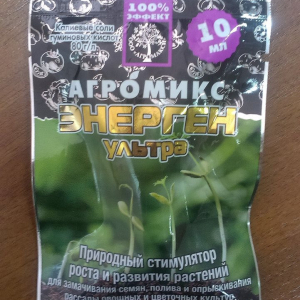 100%
ЭФФЕКТ
Калиевые соли
гуминовых кислот
80 г/л
10
мл
АГРОМИКС
ЭНЕРГЕН
ультра
Природный стимулятор
роста и развития растений
для замачивания семян, полива и опрыскивания
рассады овощных и цветочных культур